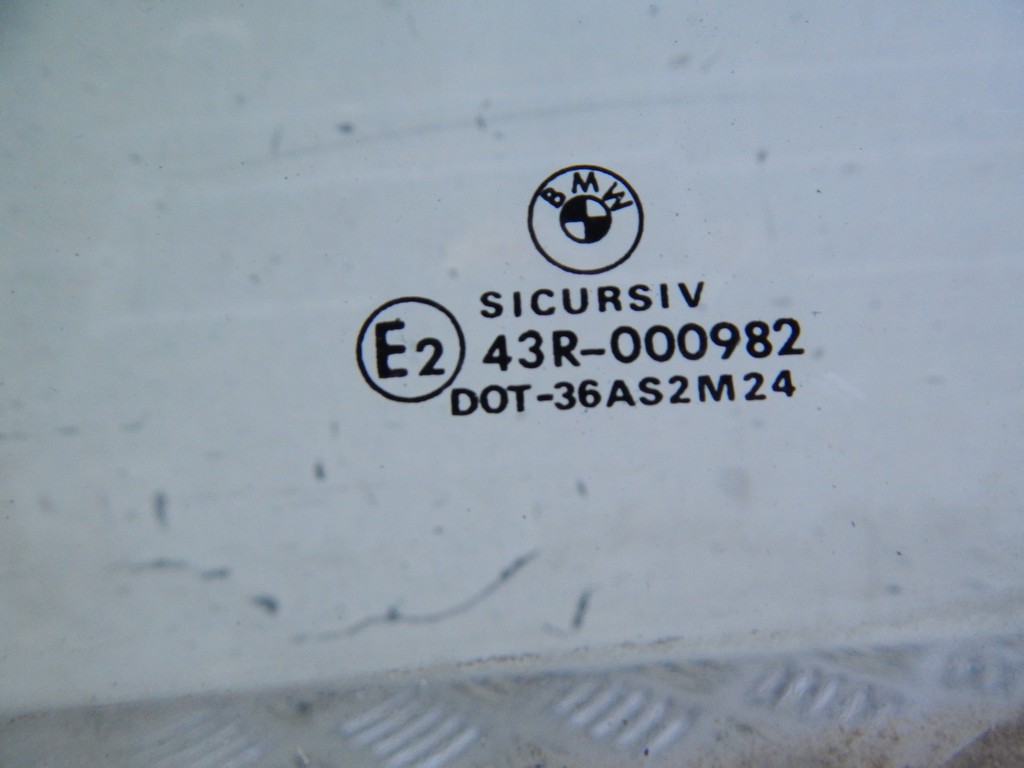 BMW
SICURSIV
E2 43R-000982
DOT-36AS2M24